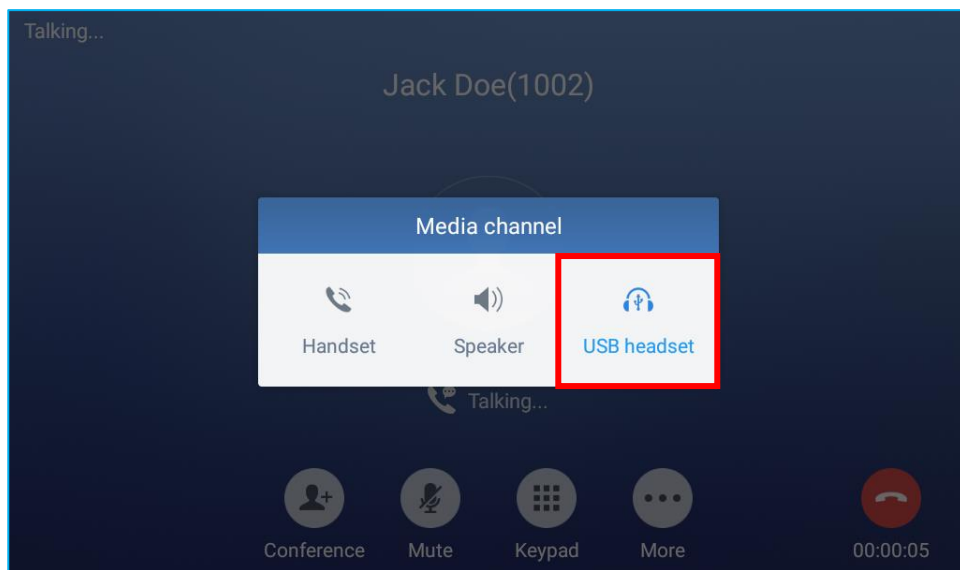 Talking...
Jack Doe(1002)
Media channel
Handset Speaker USB headset
Talking...
Conference Mute Keypad More 00:00:05